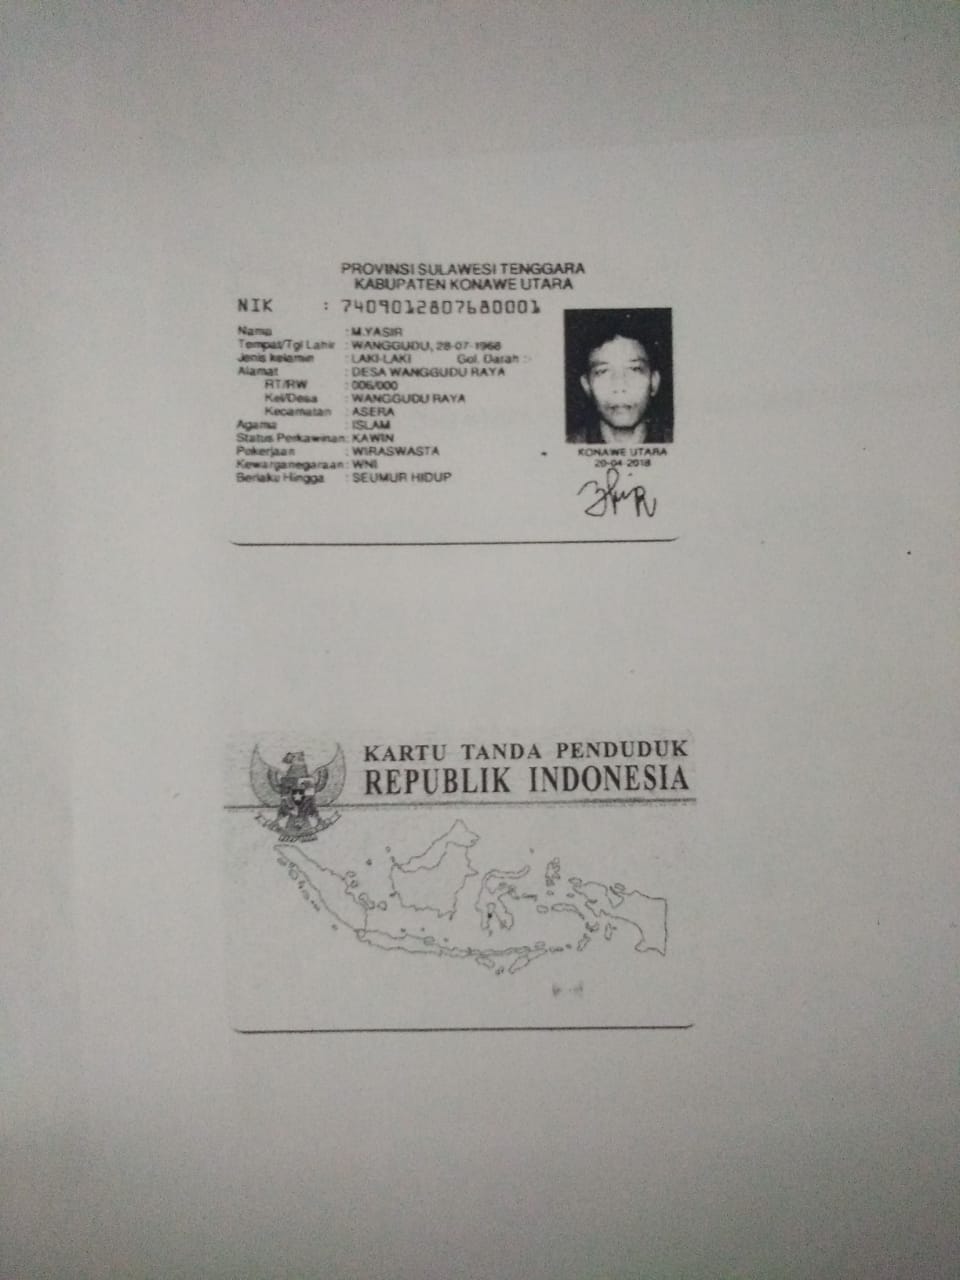 PROVINSI SULAWESI TENGGARA
KABUPATEN KONAWE UTARA
NIK : 7409012807680001
Nama : M.YASIR
Tempat/Tgl Lahir : WANGGUDU, 28-07-1968
Jenis kelamin : LAKI-LAKI Gol. Darah : -
Alamat : DESA WANGGUDU RAYA
RT/RW : 006/000
Kel/Desa : WANGGUDU RAYA
Kecamatan : ASERA
Agama : ISLAM
Status Perkawinan: KAWIN
Pekerjaan : WIRASWASTA
Kewarganegaraan: WNI
Berlaku Hingga : SEUMUR HIDUP
KONAWE UTARA
20-04-2018
KARTU TANDA PENDUDUK
REPUBLIK INDONESIA